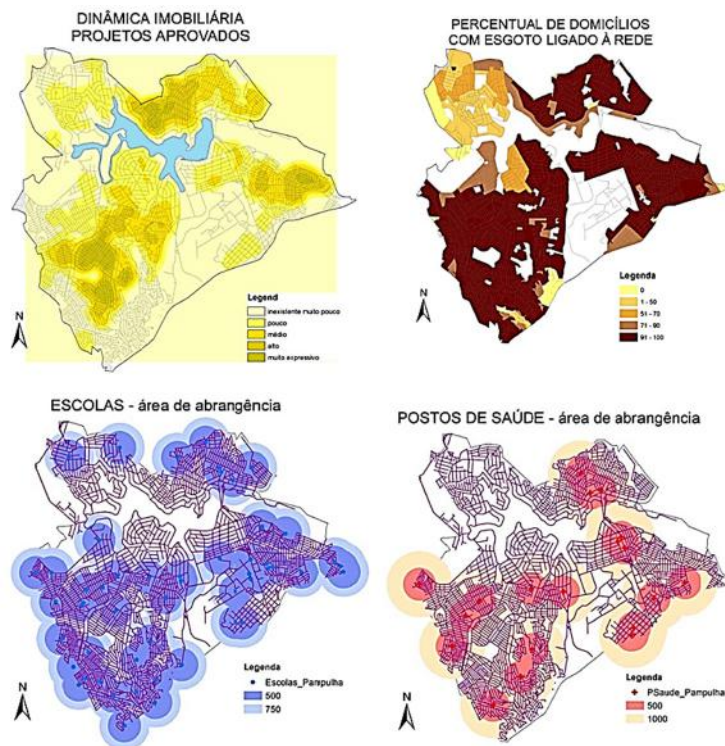 DINÂMICA IMOBILIÁRIA
PROJETOS APROVADOS
Legend
inexistente muito pouco
pouco
médio
alto
muito expressivo
N
PERCENTUAL DE DOMICÍLIOS
COM ESGOTO LIGADO À REDE
Legenda
0
1 - 50
51 - 70
71 - 90
91 - 100
N
ESCOLAS - área de abrangência
Legenda
Escolas_Pampulha
500
750
N
POSTOS DE SAÚDE - área de abrangência
Legenda
PSaude_Pampulha
500
1000
N